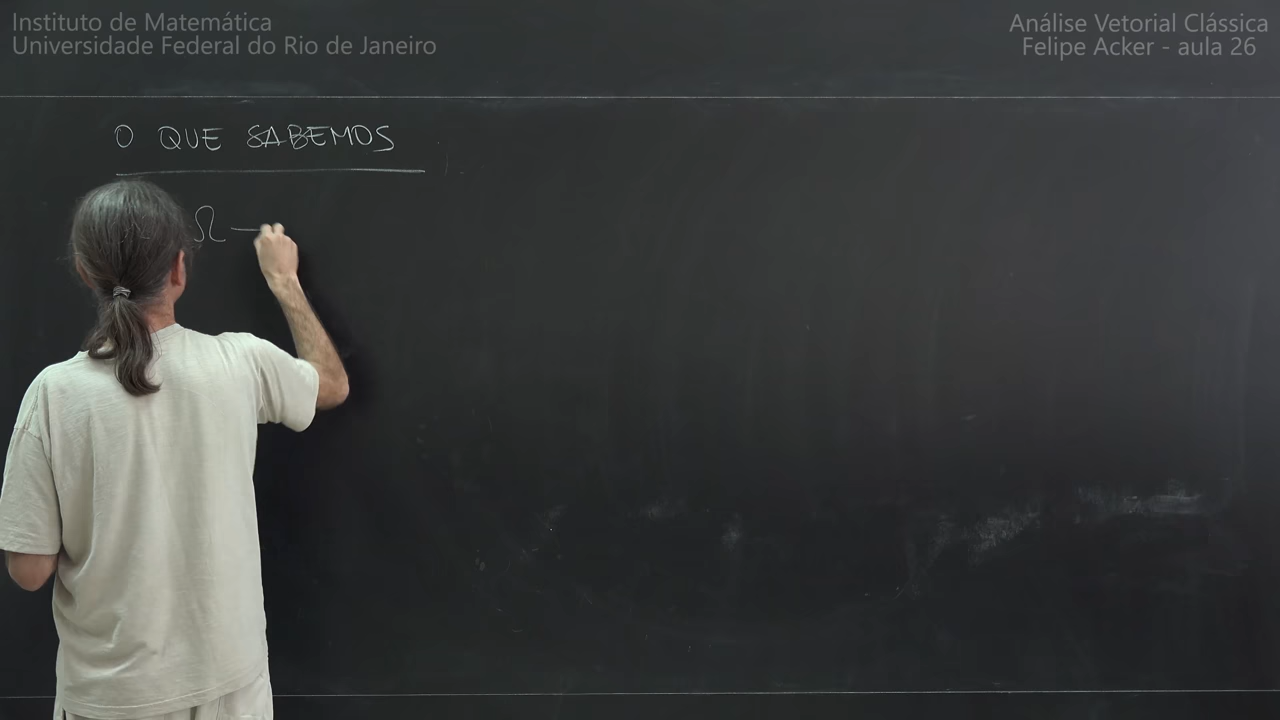 Instituto de Matemática
Universidade Federal do Rio de Janeiro
Análise Vetorial Clássica
Felipe Acker - aula 26
O QUE SABEMOS
Ω —